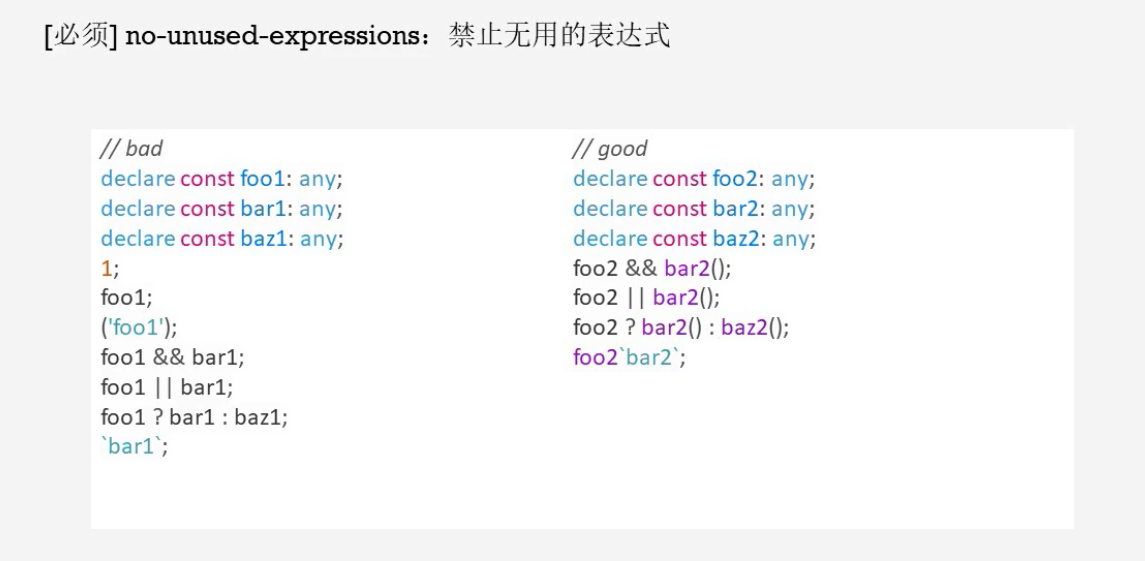 [必须] no-unused-expressions：禁止无用的表达式
// bad
declare const foo1: any;
declare const bar1: any;
declare const baz1: any;
1;
foo1;
('foo1');
foo1 && bar1;
foo1 || bar1;
foo1 ? bar1 : baz1;
`bar1`;
// good
declare const foo2: any;
declare const bar2: any;
declare const baz2: any;
foo2 && bar2();
foo2 || bar2();
foo2 ? bar2() : baz2();
foo2`bar2`;